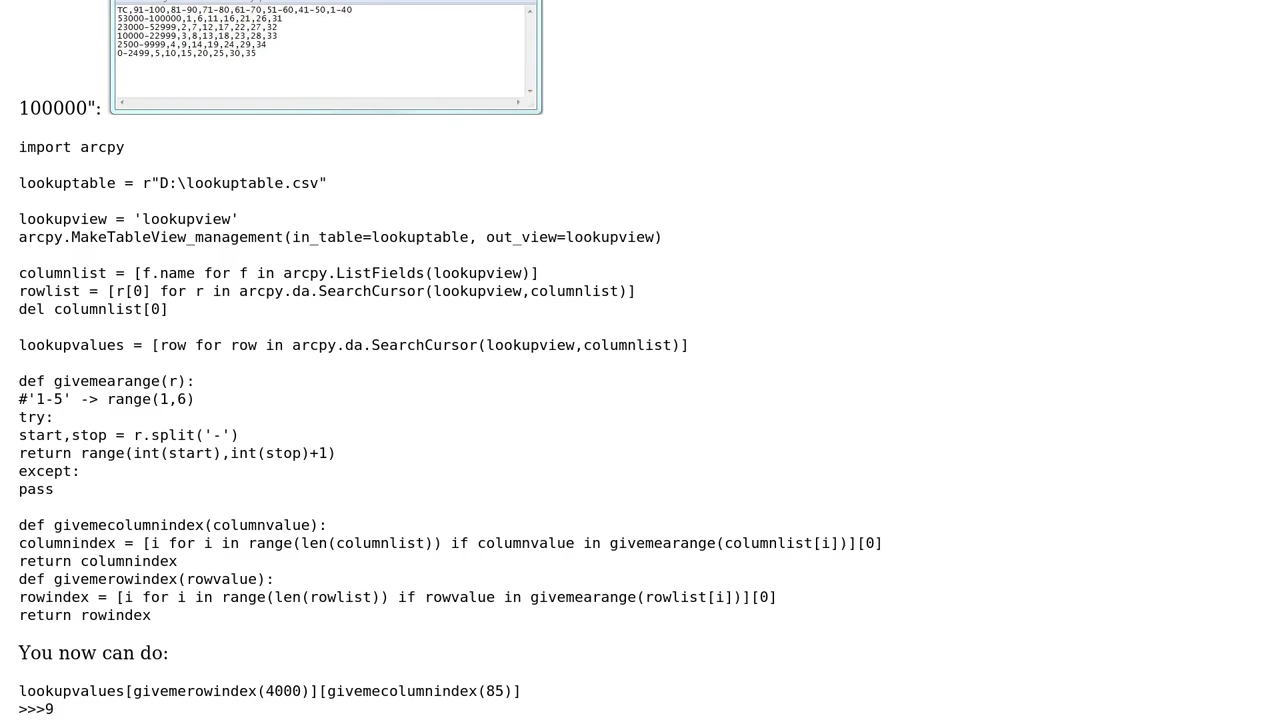 TC,91-100,81-90,71-80,61-70,51-60,41-50,1-40
53000-100000,1,6,11,16,21,26,31
23000-52999,2,7,12,17,22,27,32
10000-22999,3,8,13,18,23,28,33
2500-9999,4,9,14,19,24,29,34
0-2499,5,10,15,20,25,30,35
100000":
import arcpy
lookuptable = r"D:\lookuptable.csv"
lookupview = 'lookupview'
arcpy.MakeTableView_management(in_table=lookuptable, out_view=lookupview)
columnlist = [f.name for f in arcpy.ListFields(lookupview)]
rowlist = [r[0] for r in arcpy.da.SearchCursor(lookupview,columnlist)]
del columnlist[0]
lookupvalues = [row for row in arcpy.da.SearchCursor(lookupview,columnlist)]
def givemearange(r):
#'1-5' -> range(1,6)
try:
start,stop = r.split('-')
return range(int(start),int(stop)+1)
except:
pass
def givemecolumnindex(columnvalue):
columnindex = [i for i in range(len(columnlist)) if columnvalue in givemearange(columnlist[i])][0]
return columnindex
def givemerowindex(rowvalue):
rowindex = [i for i in range(len(rowlist)) if rowvalue in givemearange(rowlist[i])][0]
return rowindex
You now can do:
lookupvalues[givemerowindex(4000)][givemecolumnindex(85)]
>>>9